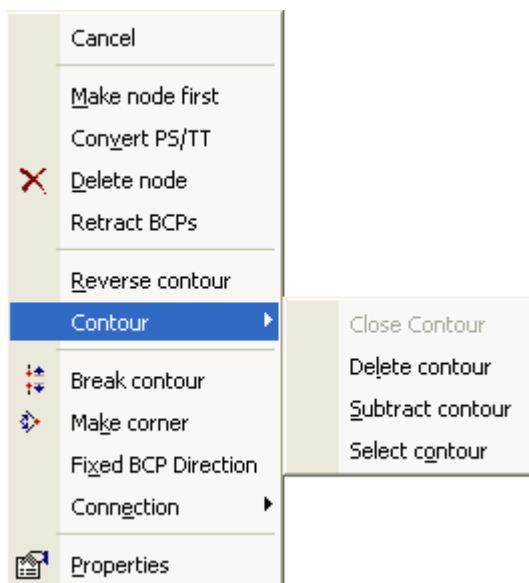 Cancel
Make node first
Convert PS/TT
Delete node
Retract BCPs
Reverse contour
Contour
Close Contour
Delete contour
Subtract contour
Select contour
Break contour
Make corner
Fixed BCP Direction
Connection
Properties